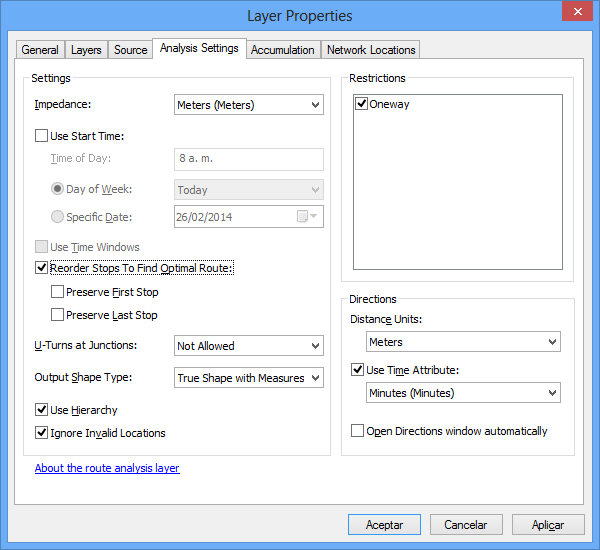 Layer Properties
General Layers Source Analysis Settings Accumulation Network Locations
Settings
Impedance: Meters (Meters)
Use Start Time:
Time of Day: 8 a. m.
Day of Week: Today
Specific Date: 26/02/2014
Use Time Windows
Reorder Stops To Find Optimal Route:
Preserve First Stop
Preserve Last Stop
U-Turns at Junctions: Not Allowed
Output Shape Type: True Shape with Measures
Use Hierarchy
Ignore Invalid Locations
About the route analysis layer
Restrictions
Oneway
Directions
Distance Units:
Meters
Use Time Attribute:
Minutes (Minutes)
Open Directions window automatically
Aceptar Cancelar Aplicar